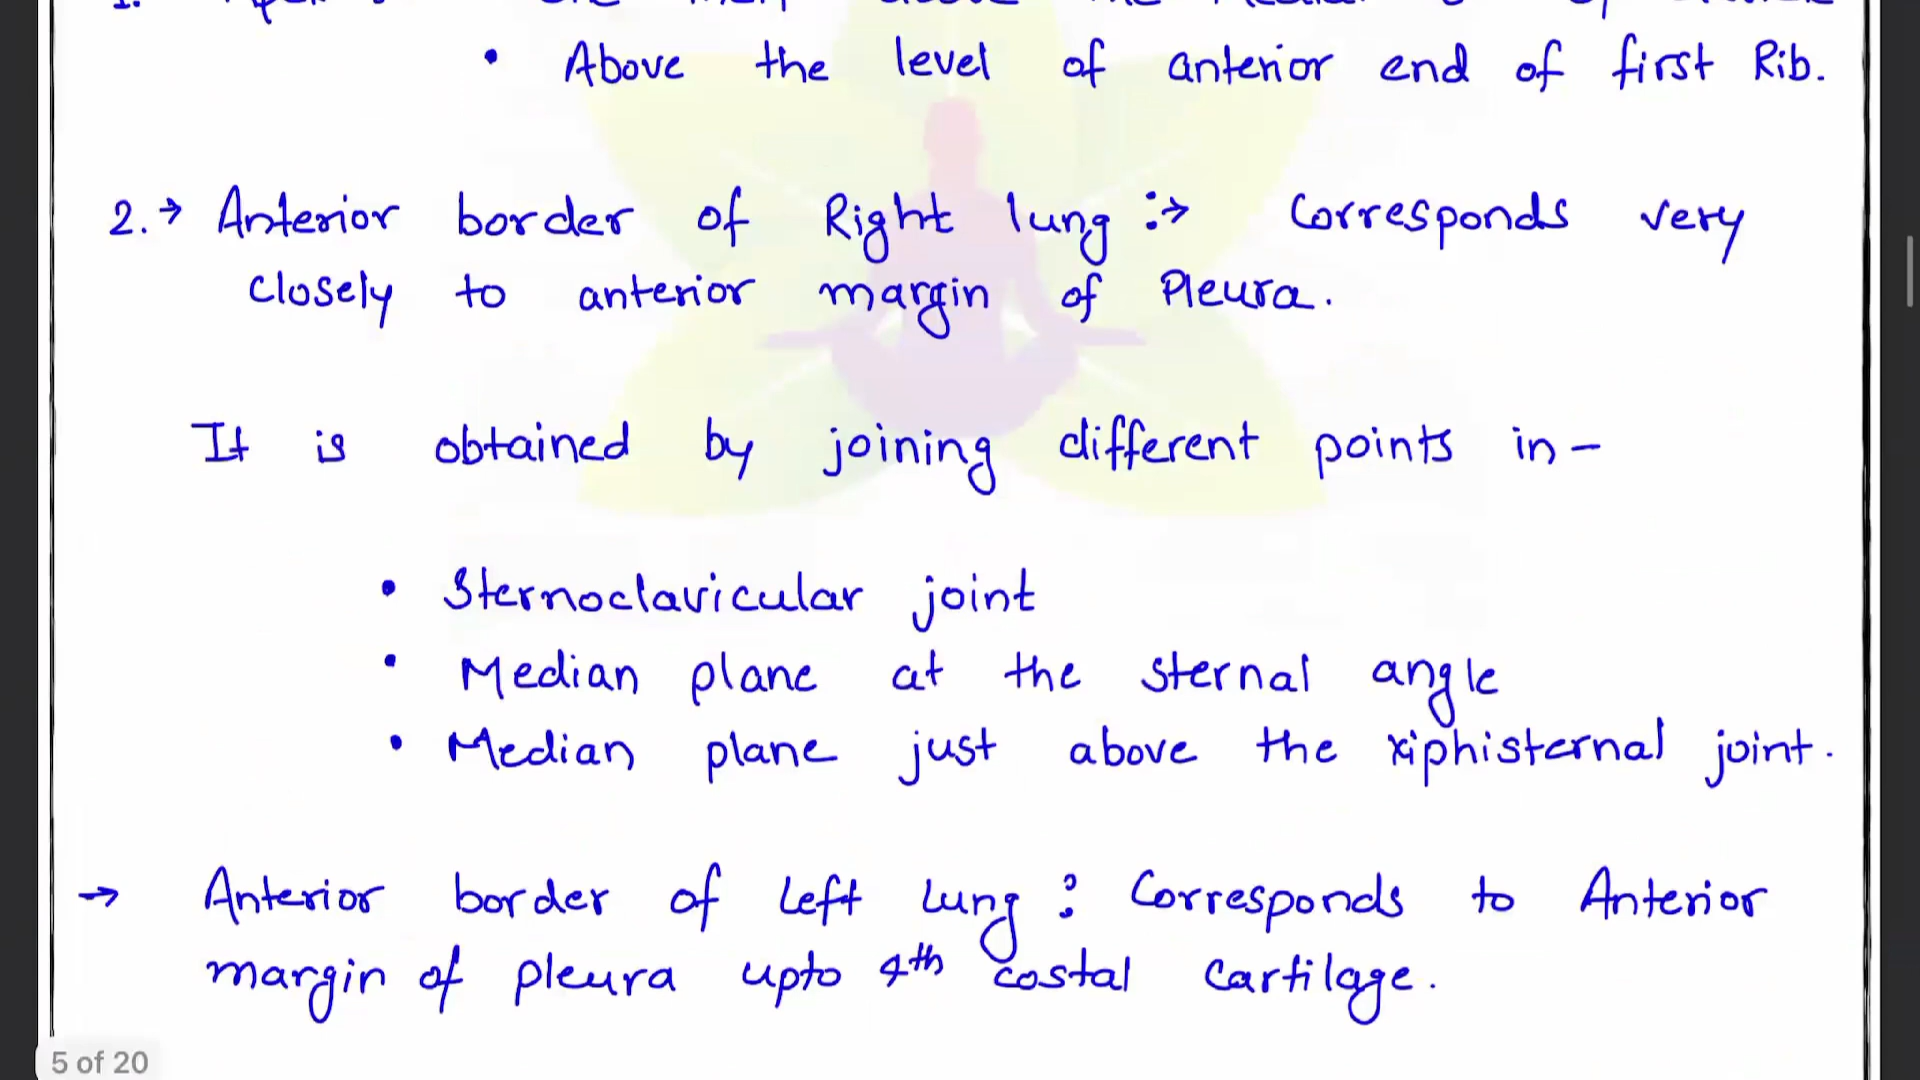 1.
above the
• Above the level of anterior end of first Rib.
2.→ Anterior border of Right lung :→ Corresponds very
closely to anterior margin of Pleura.
It is obtained by joining different points in-
• Sternoclavicular joint
• Median plane at the sternal angle
• Median plane just above the xiphisternal joint.
→ Anterior border of Left Lung : Corresponds to Anterior
margin of pleura upto 4th costal cartilage.
5 of 20